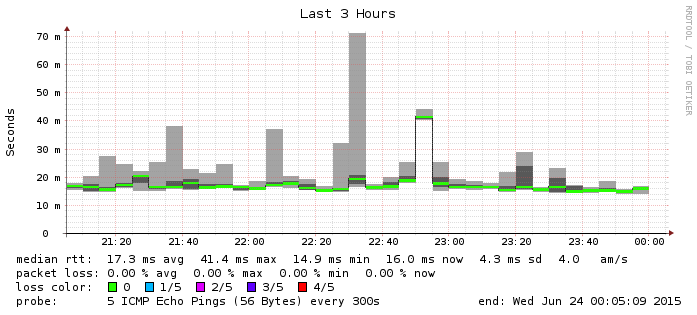 Last 3 Hours
RRDTOOL / TOBI OETIKER
Seconds
70 m
60 m
50 m
40 m
30 m
20 m
10 m
0
21:20 21:40 22:00 22:20 22:40 23:00 23:20 23:40 00:00
median rtt: 17.3 ms avg 41.4 ms max 14.9 ms min 16.0 ms now 4.3 ms sd 4.0 am/s
packet loss: 0.00 % avg 0.00 % max 0.00 % min 0.00 % now
loss color: 0 1/5 2/5 3/5 4/5
probe: 5 ICMP Echo Pings (56 Bytes) every 300s end: Wed Jun 24 00:05:09 2015